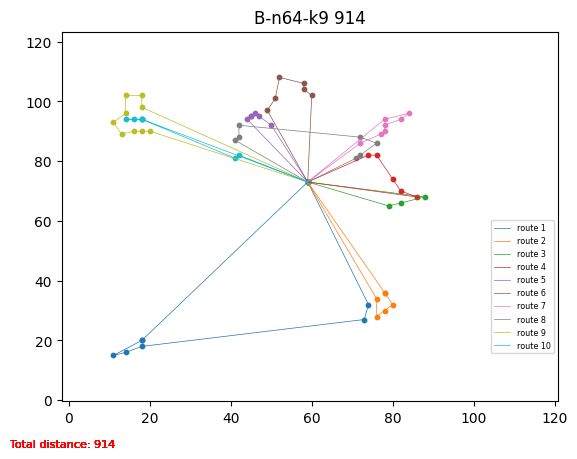 B-n64-k9 914
120
100
80
60
40
20
0
0 20 40 60 80 100 120
route 1
route 2
route 3
route 4
route 5
route 6
route 7
route 8
route 9
route 10
Total distance: 914